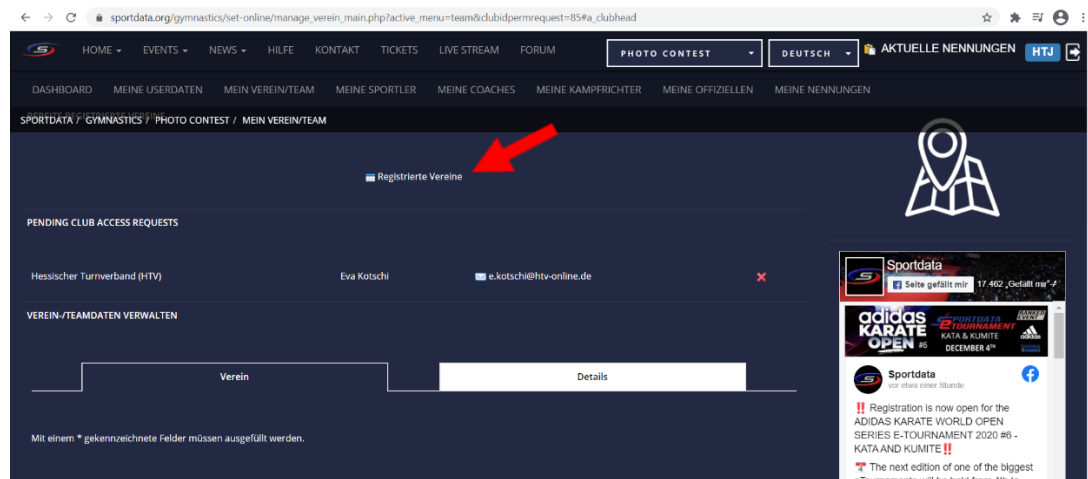 sportdata.org/gymnastics/set-online/manage_verein_main.php?active_menu=team&clubidpermrequest=85#a_clubhead
HOME EVENTS NEWS HILFE KONTAKT TICKETS LIVE STREAM FORUM PHOTO CONTEST DEUTSCH AKTUELLE NENNUNGEN HTJ
DASHBOARD MEINE USERDATEN MEIN VEREIN/TEAM MEINE SPORTLER MEINE COACHES MEINE KAMPFRICHTER MEINE OFFIZIELLEN MEINE NENNUNGEN
SPORTDATA / GYMNASTICS / PHOTO CONTEST / MEIN VEREIN/TEAM
Registrierte Vereine
PENDING CLUB ACCESS REQUESTS
Hessischer Turnverband (HTV) Eva Kotschi e.kotschi@htv-online.de
VEREIN-/TEAMDATEN VERWALTEN
Verein Details
Mit einem * gekennzeichnete Felder müssen ausgefüllt werden.
Sportdata
Seite gefällt mir 17.462 „Gefällt mir"-
adidas
KARATE
OPEN #6
SPORTDATA
eTOURNAMENT
KATA & KUMITE
DECEMBER 4TH
RANKED
EVENT
adidas
Sportdata
vor etwa einer Stunde
‼ Registration is now open for the
ADIDAS KARATE WORLD OPEN
SERIES E-TOURNAMENT 2020 #6 -
KATA AND KUMITE‼
The next edition of one of the biggest